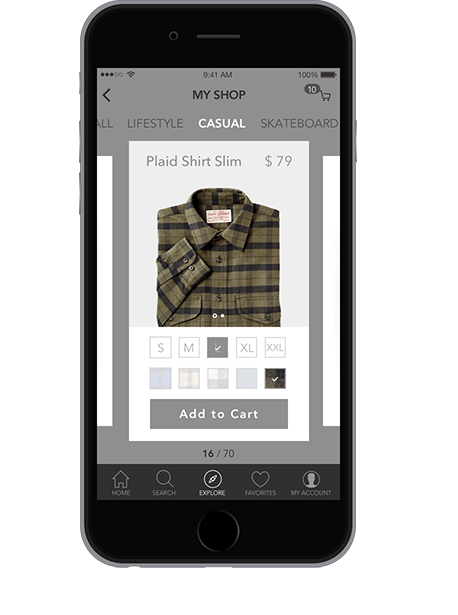 9:41 AM 100%
MY SHOP 10
ALL LIFESTYLE CASUAL SKATEBOARD
Plaid Shirt Slim $ 79
S M XL XXL
Add to Cart
16 / 70
HOME SEARCH EXPLORE FAVORITES MY ACCOUNT